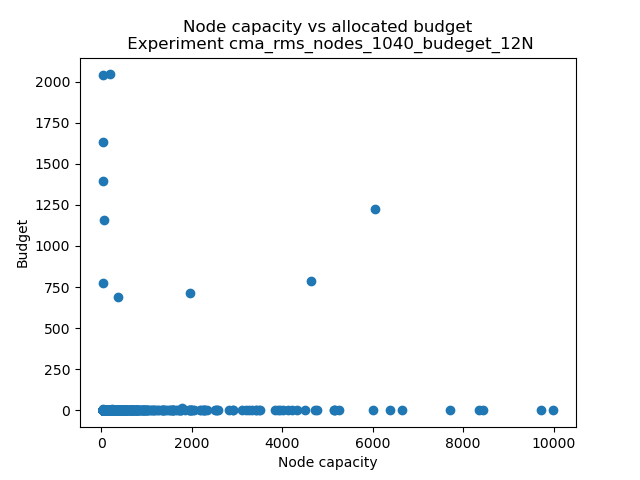 Node capacity vs allocated budget
Experiment cma_rms_nodes_1040_budeget_12N
2000
1750
1500
1250
1000
750
500
250
0
Budget
0 2000 4000 6000 8000 10000
Node capacity